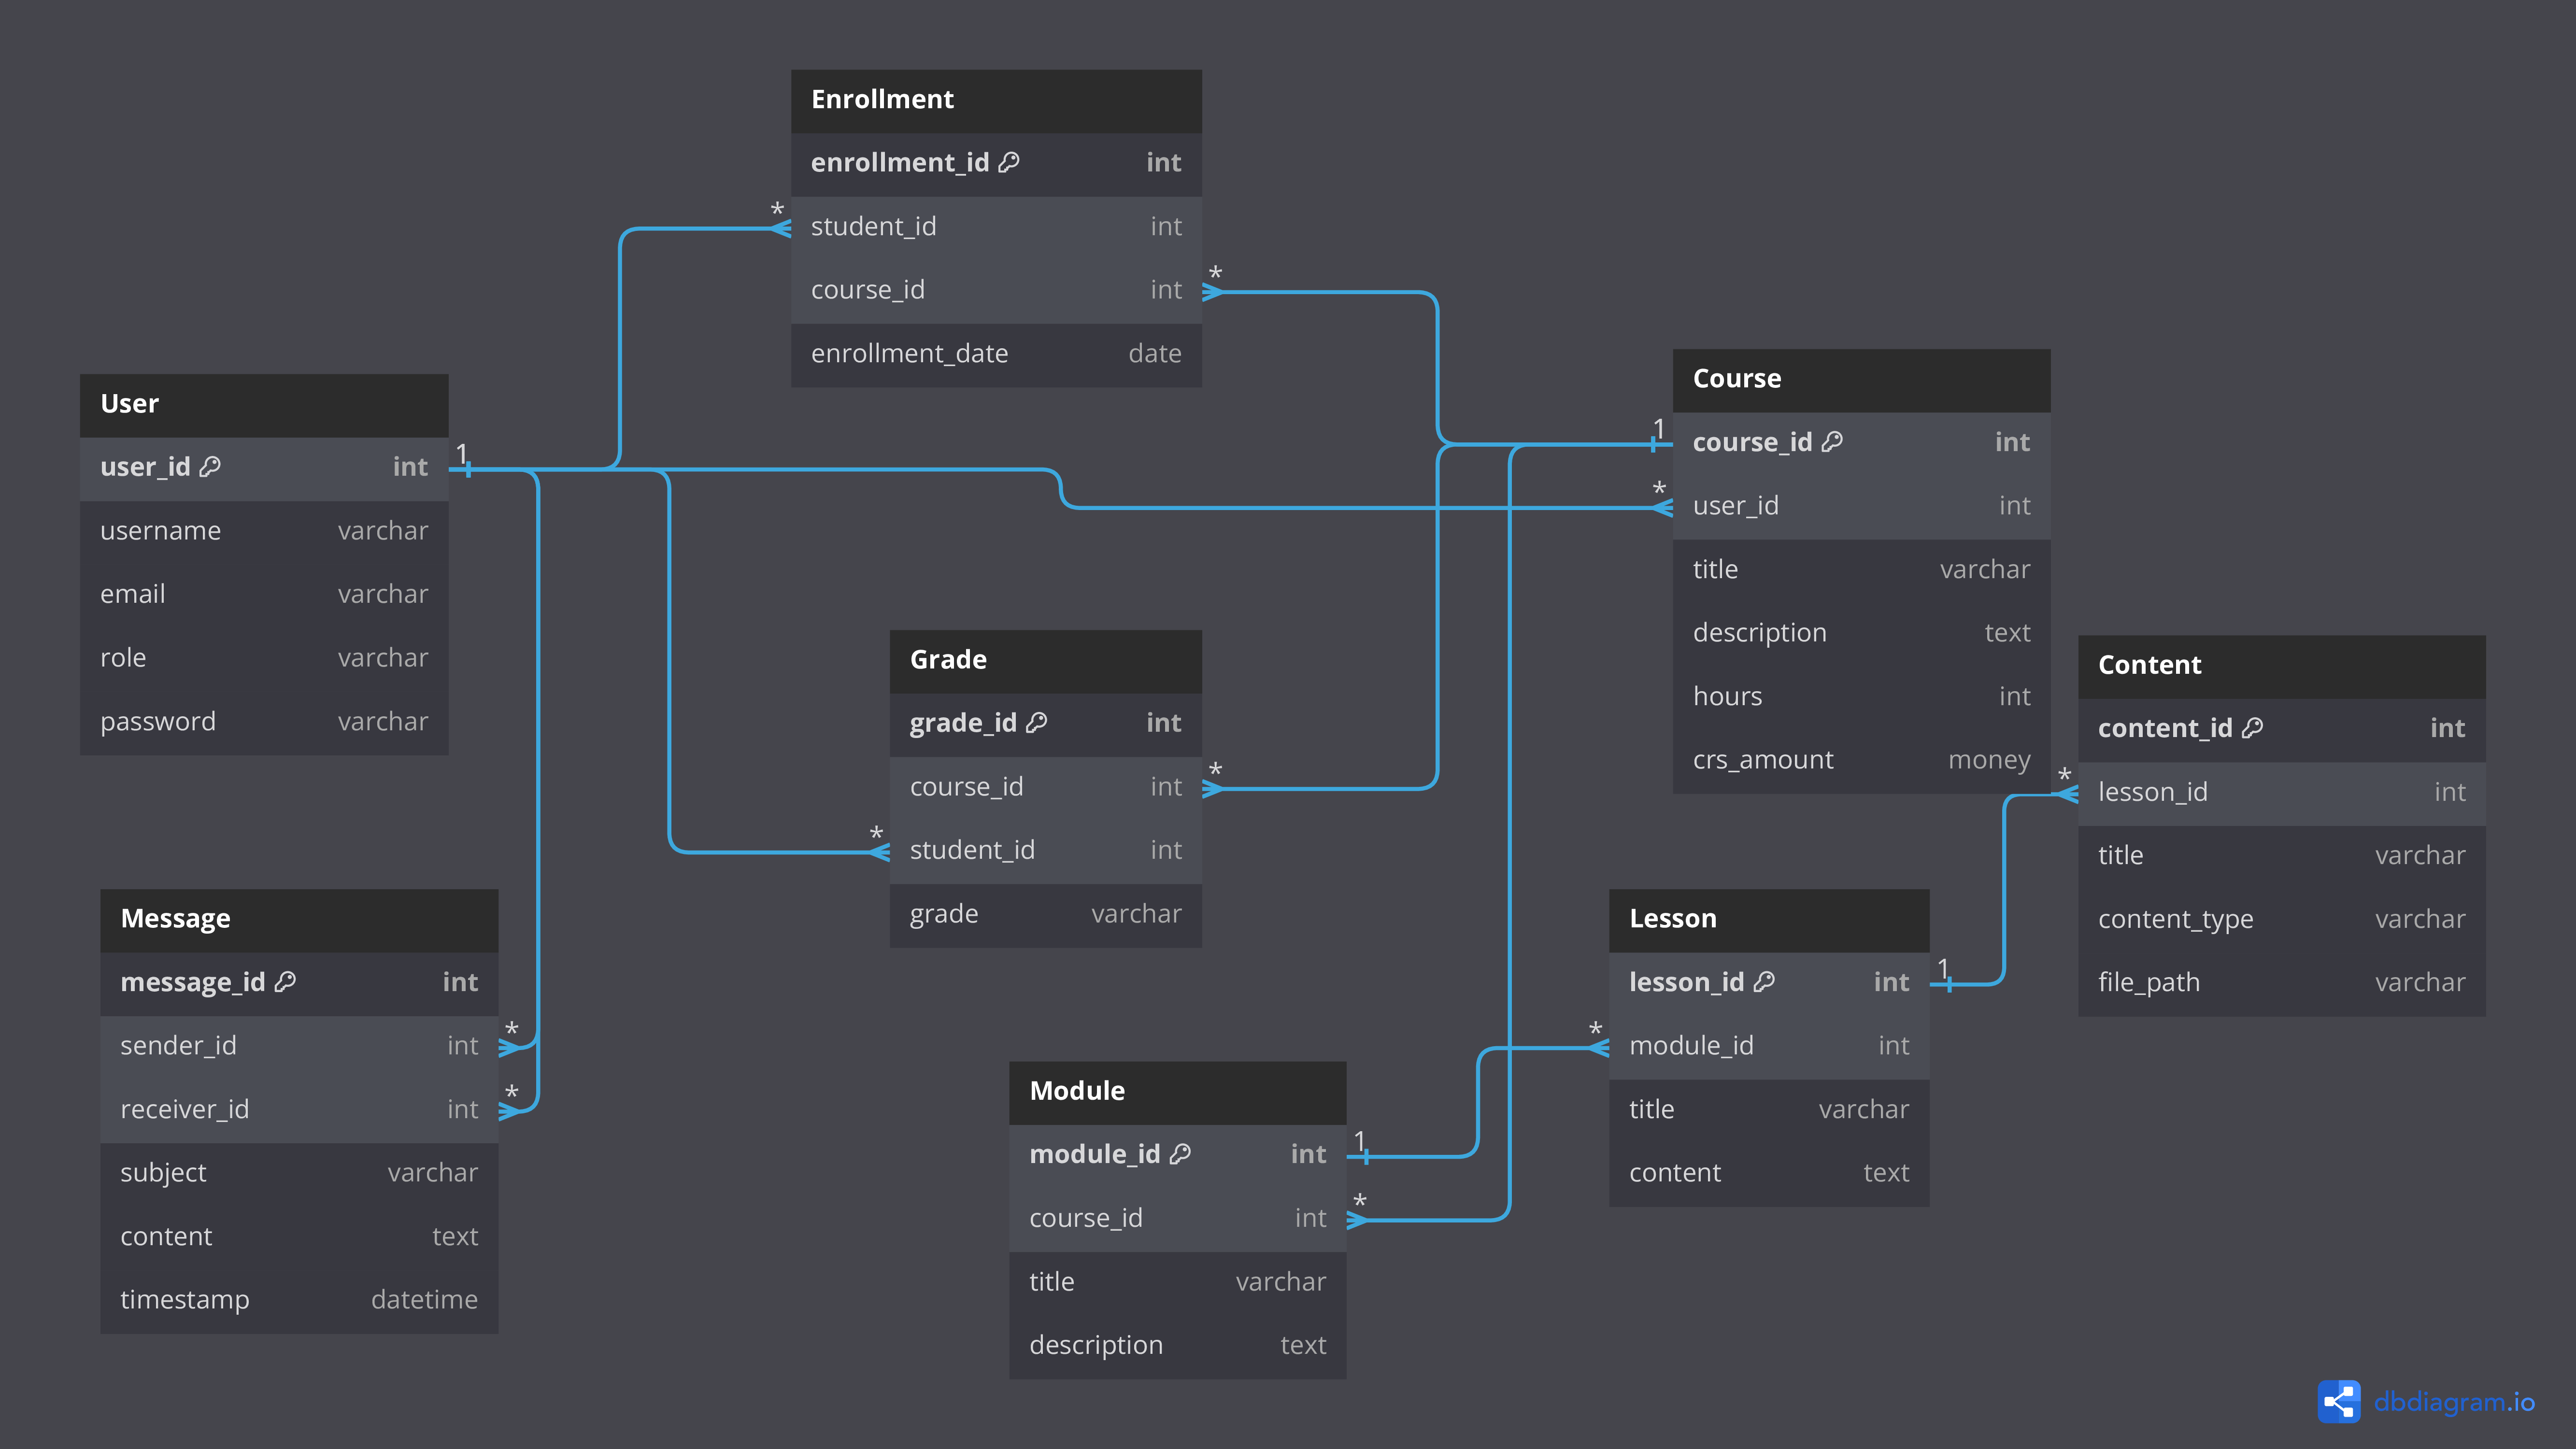 Enrollment
enrollment_id int
* student_id int
course_id int *
enrollment_date date
User
user_id int 1
username varchar
email varchar
role varchar
password varchar
Course
1 course_id int
* user_id int
title varchar
description text
hours int
crs_amount money
Grade
grade_id int
course_id int *
* student_id int
grade varchar
Content
content_id int
* lesson_id int
title varchar
content_type varchar
file_path varchar
Message
message_id int
sender_id int *
receiver_id int *
subject varchar
content text
timestamp datetime
Lesson
lesson_id int 1
* module_id int
title varchar
content text
Module
module_id int 1
course_id int *
title varchar
description text
dbdiagram.io